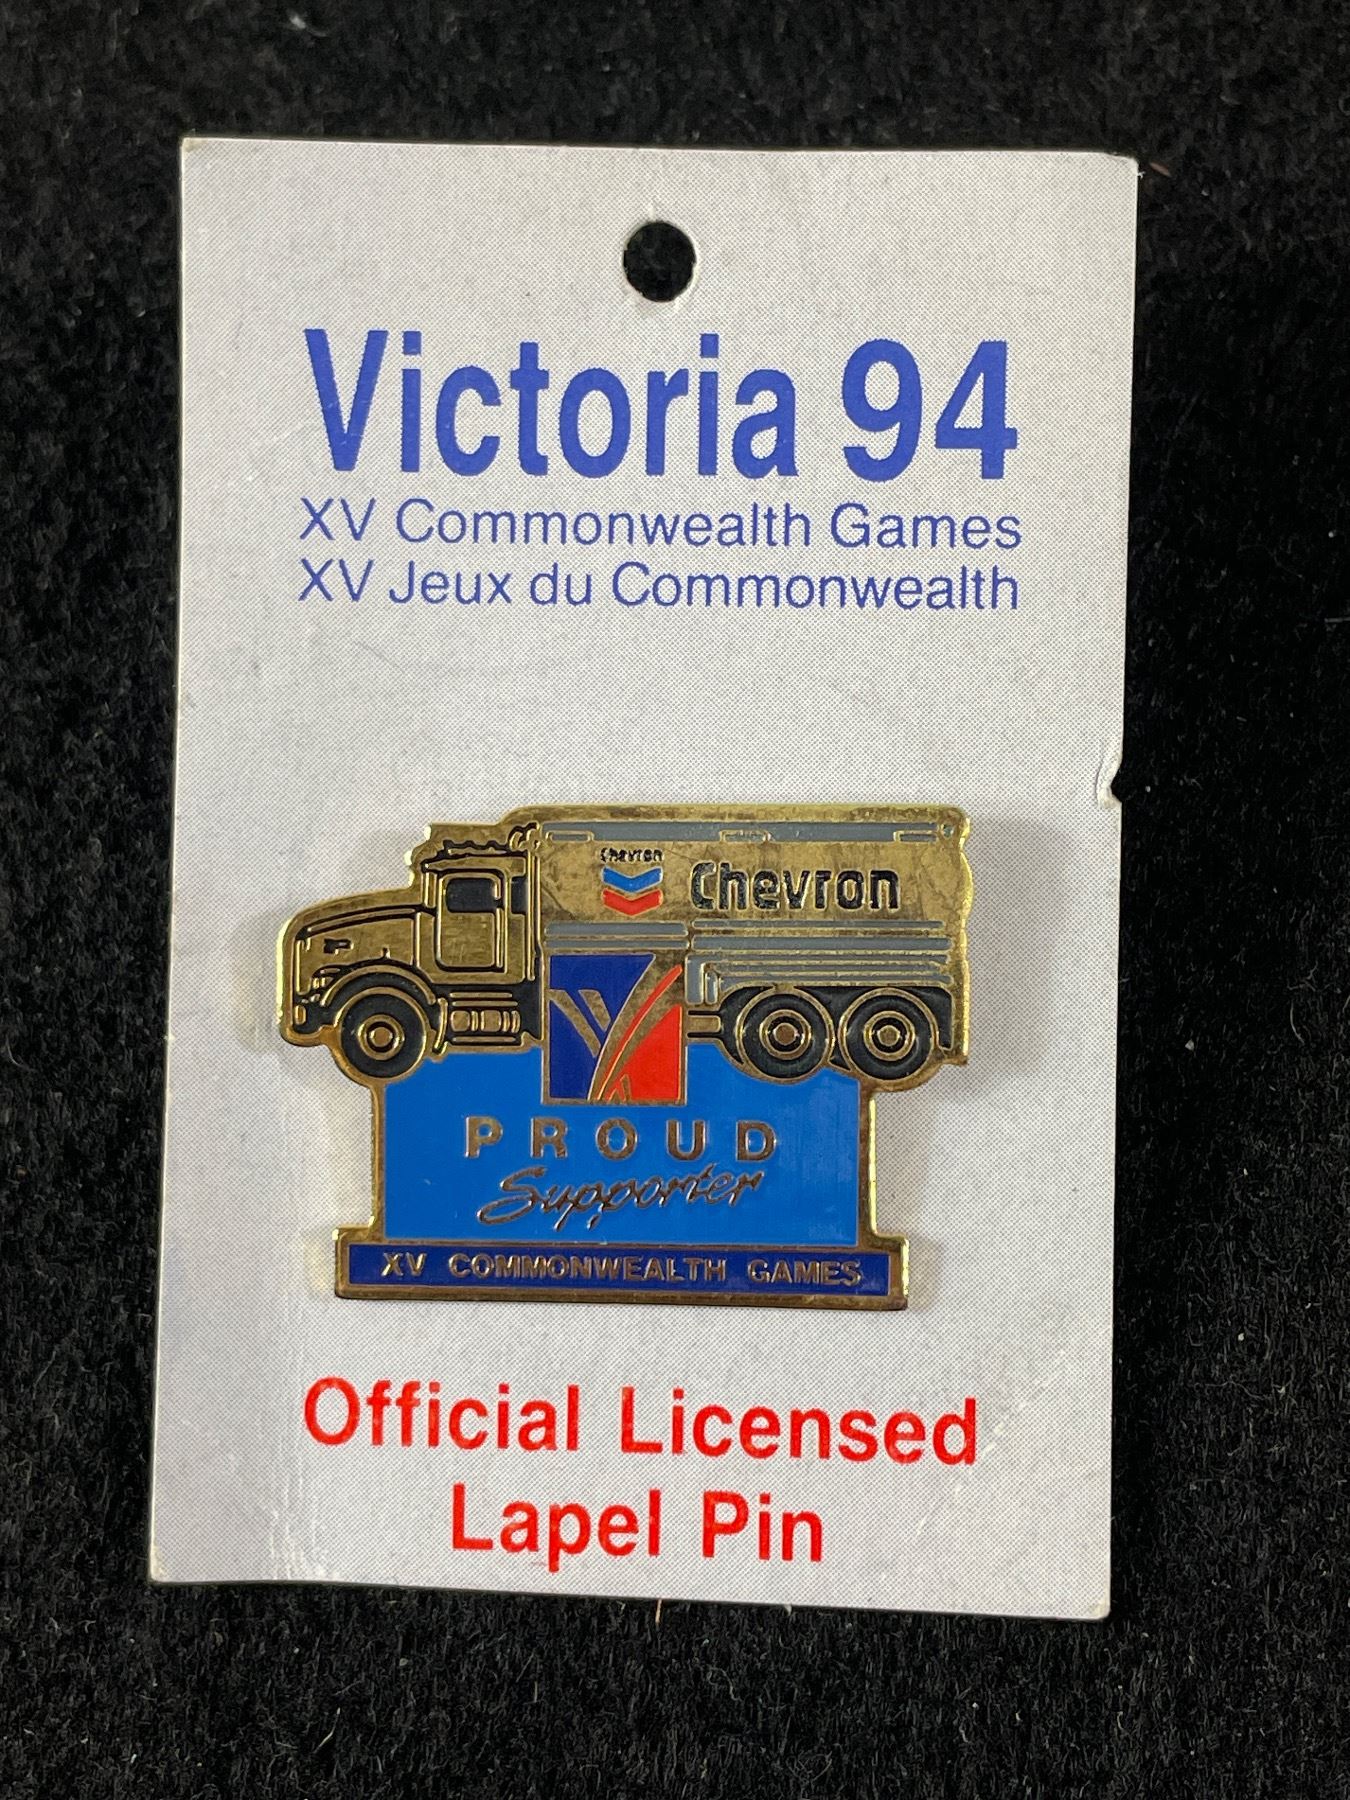 Victoria 94
XV Commonwealth Games
XV Jeux du Commonwealth
Chevron
Chevron
PROUD
Supporter
XV COMMONWEALTH GAMES
Official Licensed
Lapel Pin